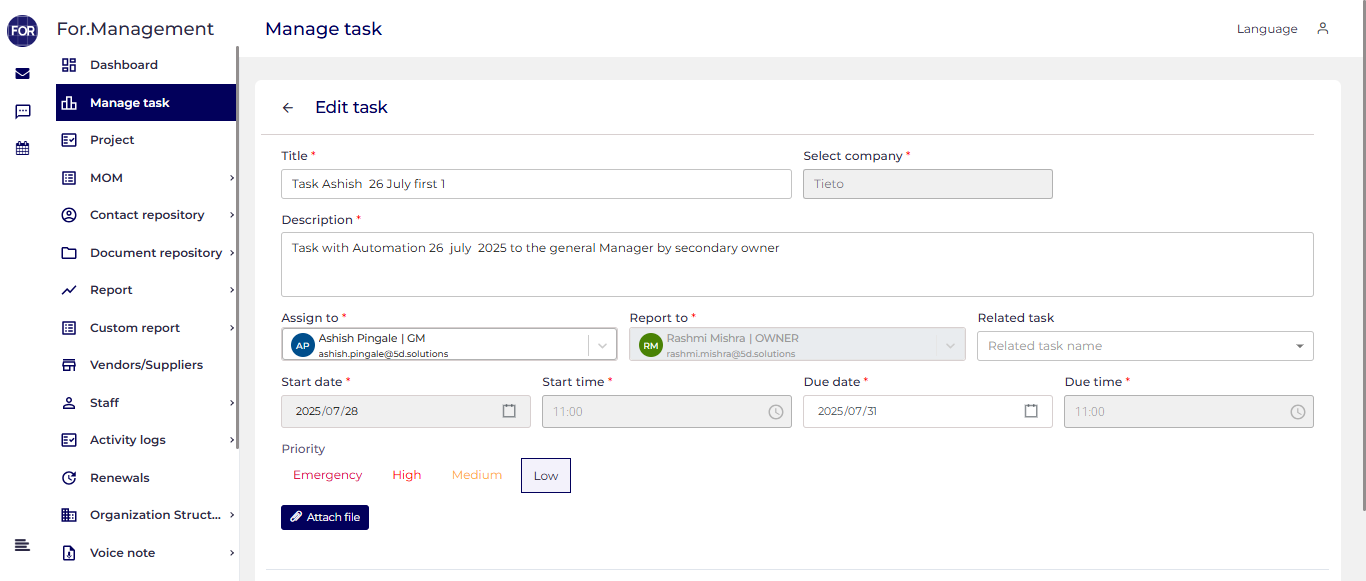 FOR For.Management
Manage task
Language
Dashboard
Manage task
Project
MOM
Contact repository
Document repository
Report
Custom report
Vendors/Suppliers
Staff
Activity logs
Renewals
Organization Struct...
Voice note
Edit task
Title * Select company *
Task Ashish  26 July first 1 Tieto
Description *
Task with Automation 26  july  2025 to the general Manager by secondary owner
Assign to * Report to * Related task
AP Ashish Pingale | GM
ashish.pingale@5d.solutions
RM Rashmi Mishra | OWNER
rashmi.mishra@5d.solutions
Related task name
Start date * Start time * Due date * Due time *
2025/07/28 11:00 2025/07/31 11:00
Priority
Emergency High Medium Low
Attach file